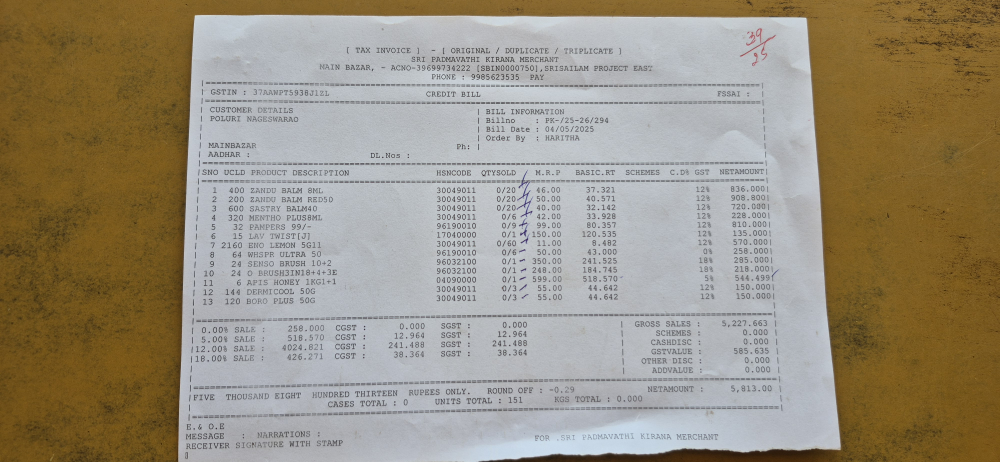 39/25
[ TAX INVOICE ] - [ ORIGINAL / DUPLICATE / TRIPLICATE ]
SRI PADMAVATHI KIRANA MERCHANT
MAIN BAZAR, - ACNO-39699734222 [SBIN0000750],SRISAILAM PROJECT EAST
PHONE : 9985623535 PAY
GSTIN : 37AAWPT5938J1ZL CREDIT BILL FSSAI :
CUSTOMER DETAILS BILL INFORMATION
POLURI NAGESWARAO Billno : PK-/25-26/294
Bill Date : 04/05/2025
Order By : HARITHA
MAINBAZAR Ph:
AADHAR : DL.Nos :
SNO UCLD PRODUCT DESCRIPTION HSNCODE QTYSOLD M.R.P BASIC.RT SCHEMES C.D% GST NETAMOUNT
1 400 ZANDU BALM 8ML 30049011 0/20 46.00 37.321 12% 836.000
2 200 ZANDU BALM RED50 30049011 0/20 50.00 40.571 12% 908.800
3 600 SASTRY BALM40 30049011 0/20 40.00 32.142 12% 720.000
4 320 MENTHO PLUS8ML 30049011 0/6 42.00 33.928 12% 228.000
5 32 PAMPERS 99/- 96190010 0/9 99.00 80.357 12% 810.000
6 15 LAV TWIST[J] 17040000 0/1 150.00 120.535 12% 135.000
7 2160 ENO LEMON 5G11 30049011 0/60 11.00 8.482 12% 570.000
8 64 WHSPR ULTRA 50 96190010 0/6 50.00 43.000 0% 258.000
9 24 SENSO BRUSH 10+2 96032100 0/1 350.00 241.525 18% 285.000
10 24 O BRUSH3IN18+4+3E 96032100 0/1 248.00 184.745 18% 218.000
11 6 APIS HONEY 1KG1+1 04090000 0/1 599.00 518.570 5% 544.499
12 144 DERMICOOL 50G 30049011 0/3 55.00 44.642 12% 150.000
13 120 BORO PLUS 50G 30049011 0/3 55.00 44.642 12% 150.000
0.00% SALE : 258.000 CGST : 0.000 SGST : 0.000 GROSS SALES : 5,227.663
5.00% SALE : 518.570 CGST : 12.964 SGST : 12.964 SCHEMES : 0.000
12.00% SALE : 4024.821 CGST : 241.488 SGST : 241.488 CASHDISC : 0.000
18.00% SALE : 426.271 CGST : 38.364 SGST : 38.364 GSTVALUE : 585.635
OTHER DISC : 0.000
ADDVALUE : 0.000
FIVE THOUSAND EIGHT HUNDRED THIRTEEN RUPEES ONLY. ROUND OFF : -0.29 NETAMOUNT : 5,813.00
CASES TOTAL : 0 UNITS TOTAL : 151 KGS TOTAL : 0.000
E.& O.E
MESSAGE : NARRATIONS :
RECEIVER SIGNATURE WITH STAMP FOR .SRI PADMAVATHI KIRANA MERCHANT